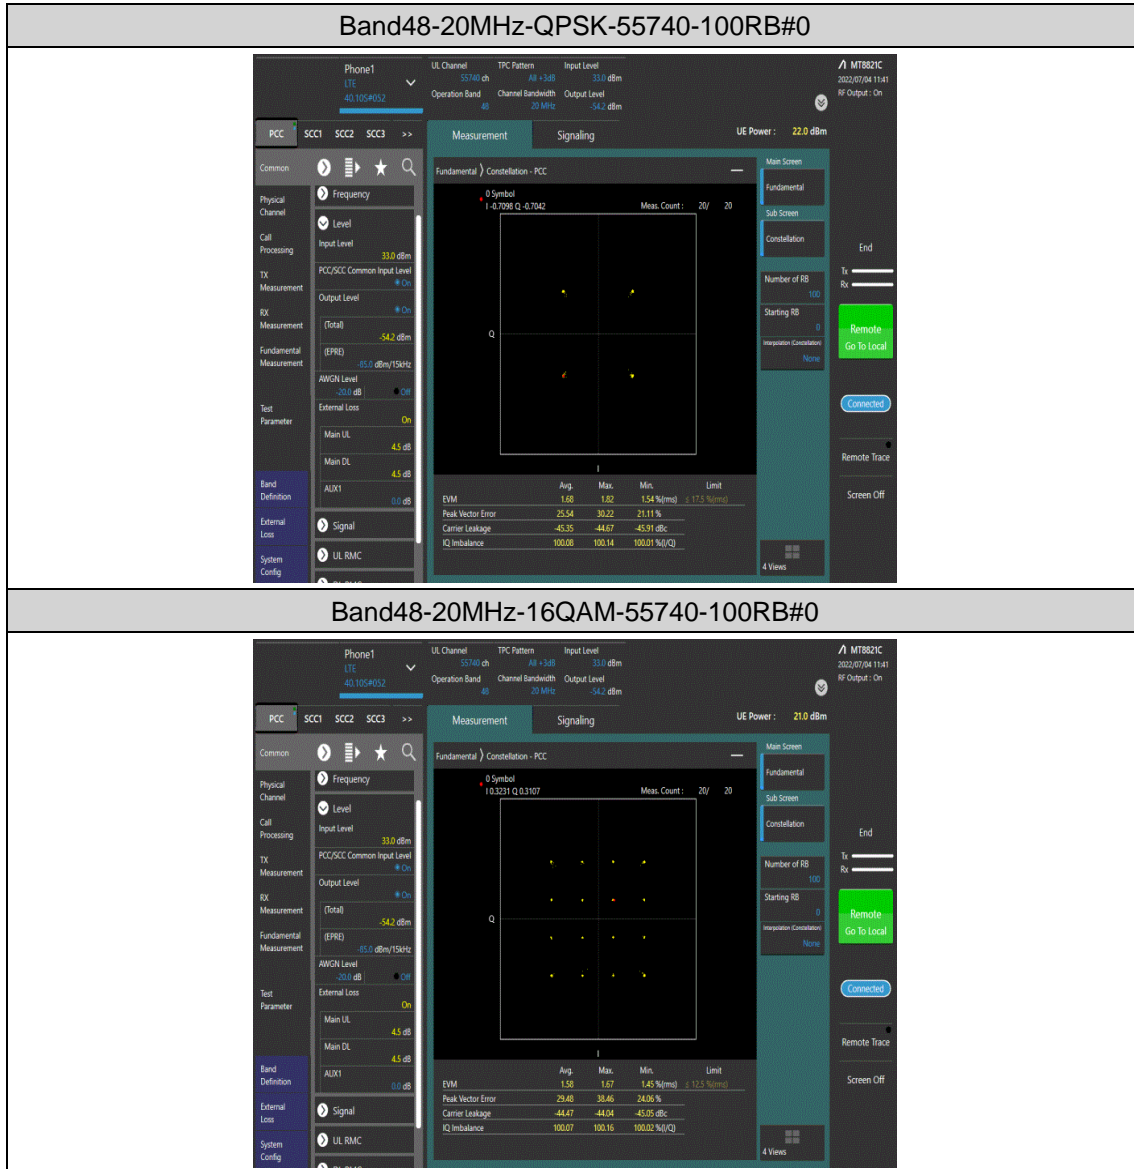 Band48-20MHz-QPSK-55740-100RB#0
Phone1
LTE
40.105#052
UL Channel TPC Pattern Input Level
55740 ch All +3dB 33.0 dBm
Operation Band Channel Bandwidth Output Level
48 20 MHz -54.2 dBm
MT8821C
2022/07/04 11:41
RF Output : On
PCC SCC1 SCC2 SCC3 >>
Measurement Signaling
UE Power : 22.0 dBm
Common
Physical Channel
Call Processing
TX Measurement
RX Measurement
Fundamental Measurement
Test Parameter
Band Definition
External Loss
System Config
Frequency
Level
Input Level
33.0 dBm
PCC/SCC Common Input Level
On
Output Level
On
(Total)
-54.2 dBm
(EPRE)
-85.0 dBm/15kHz
AWGN Level
-20.0 dB Off
External Loss
On
Main UL
4.5 dB
Main DL
4.5 dB
AUX1
0.0 dB
Signal
UL RMC
Fundamental Constellation - PCC
0 Symbol
I -0.7098 Q -0.7042 Meas. Count : 20/ 20
Q
I
Avg. Max. Min. Limit
EVM 1.68 1.82 1.54 %(rms) ≤ 17.5 %(rms)
Peak Vector Error 25.54 30.22 21.11 %
Carrier Leakage -45.35 -44.67 -45.91 dBc
IQ Imbalance 100.08 100.14 100.01 %(I/Q)
Main Screen
Fundamental
Sub Screen
Constellation
Number of RB
100
Starting RB
0
Interpolation (Constellation)
None
4 Views
End
Tx
Rx
Remote
Go To Local
Connected
Remote Trace
Screen Off
Band48-20MHz-16QAM-55740-100RB#0
Phone1
LTE
40.105#052
UL Channel TPC Pattern Input Level
55740 ch All +3dB 33.0 dBm
Operation Band Channel Bandwidth Output Level
48 20 MHz -54.2 dBm
MT8821C
2022/07/04 11:41
RF Output : On
PCC SCC1 SCC2 SCC3 >>
Measurement Signaling
UE Power : 21.0 dBm
Common
Physical Channel
Call Processing
TX Measurement
RX Measurement
Fundamental Measurement
Test Parameter
Band Definition
External Loss
System Config
Frequency
Level
Input Level
33.0 dBm
PCC/SCC Common Input Level
On
Output Level
On
(Total)
-54.2 dBm
(EPRE)
-85.0 dBm/15kHz
AWGN Level
-20.0 dB Off
External Loss
On
Main UL
4.5 dB
Main DL
4.5 dB
AUX1
0.0 dB
Signal
UL RMC
Fundamental Constellation - PCC
0 Symbol
I 0.3231 Q 0.3107 Meas. Count : 20/ 20
Q
I
Avg. Max. Min. Limit
EVM 1.58 1.67 1.45 %(rms) ≤ 12.5 %(rms)
Peak Vector Error 29.48 38.46 24.06 %
Carrier Leakage -44.47 -44.04 -45.05 dBc
IQ Imbalance 100.07 100.16 100.02 %(I/Q)
Main Screen
Fundamental
Sub Screen
Constellation
Number of RB
100
Starting RB
0
Interpolation (Constellation)
None
4 Views
End
Tx
Rx
Remote
Go To Local
Connected
Remote Trace
Screen Off